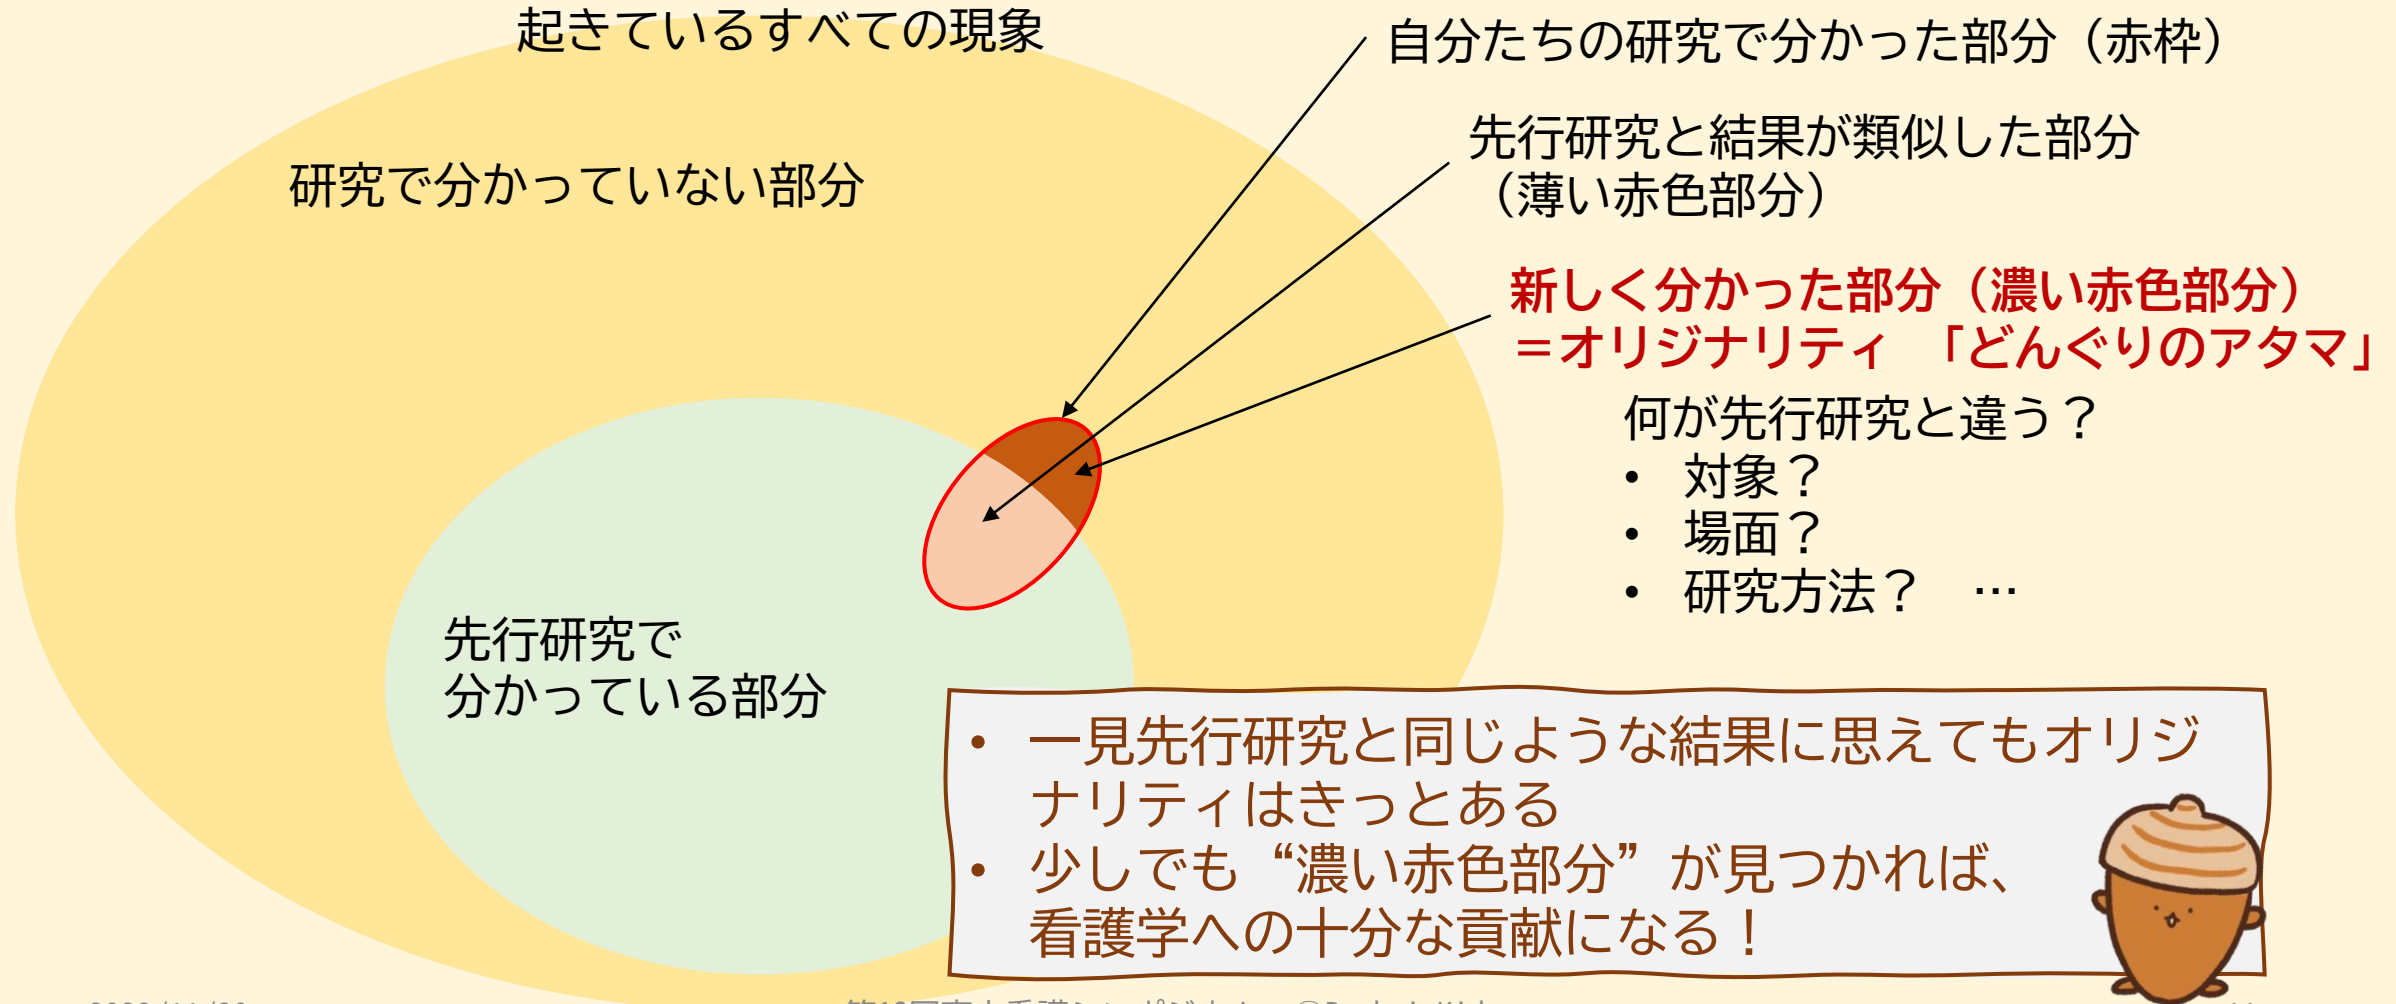 起きているすべての現象
研究で分かっていない部分
先行研究で
分かっている部分
自分たちの研究で分かった部分（赤枠）
先行研究と結果が類似した部分
（薄い赤色部分）
新しく分かった部分（濃い赤色部分）
＝オリジナリティ 「どんぐりのアタマ」
何が先行研究と違う？
• 対象？
• 場面？
• 研究方法？ …
• 一見先行研究と同じような結果に思えてもオリジ
ナリティはきっとある
• 少しでも“濃い赤色部分”が見つかれば、
看護学への十分な貢献になる！